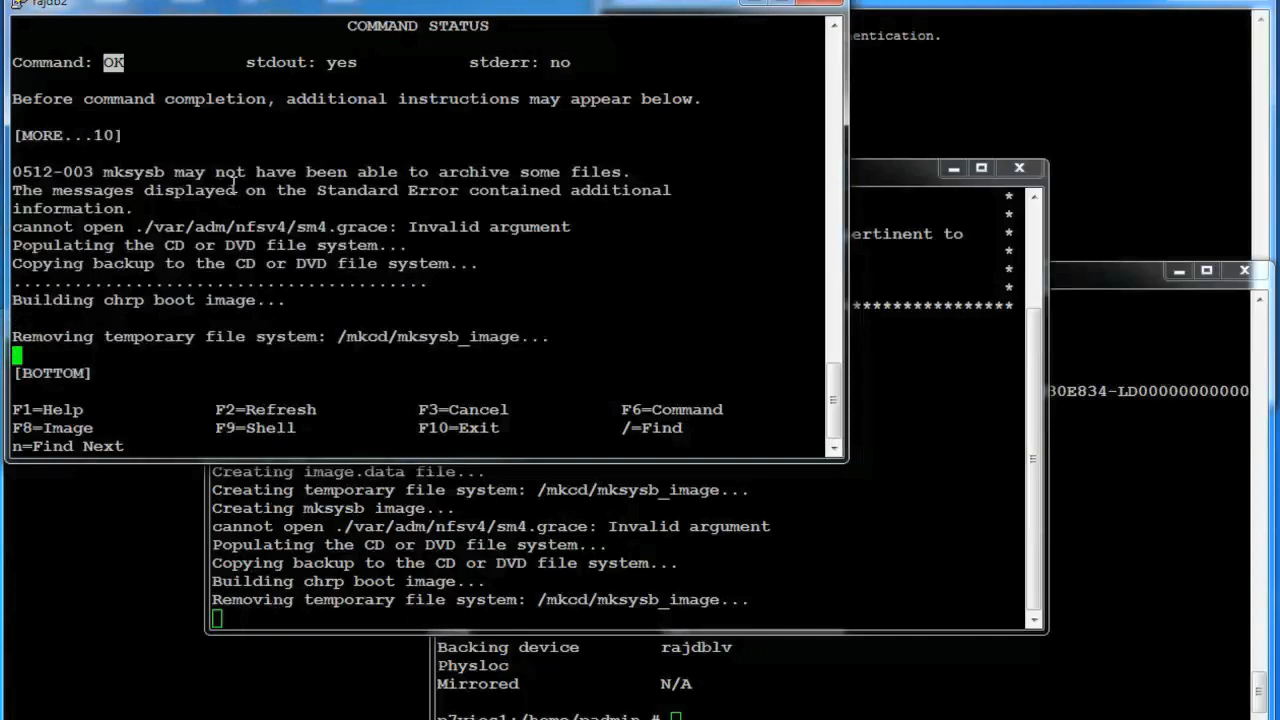 rajdb2
COMMAND STATUS
Command: OK stdout: yes stderr: no
Before command completion, additional instructions may appear below.
[MORE...10]
0512-003 mksysb may not have been able to archive some files.
The messages displayed on the Standard Error contained additional
information.
cannot open ./var/adm/nfsv4/sm4.grace: Invalid argument
Populating the CD or DVD file system...
Copying backup to the CD or DVD file system...
........................................
Building chrp boot image...
Removing temporary file system: /mkcd/mksysb_image...
[BOTTOM]
F1=Help F2=Refresh F3=Cancel F6=Command
F8=Image F9=Shell F10=Exit /=Find
n=Find Next
entication.
*
*
ertinent to *
*
*
*
***************
30E834-LD00000000000
Creating image.data file...
Creating temporary file system: /mkcd/mksysb_image...
Creating mksysb image...
cannot open ./var/adm/nfsv4/sm4.grace: Invalid argument
Populating the CD or DVD file system...
Copying backup to the CD or DVD file system...
Building chrp boot image...
Removing temporary file system: /mkcd/mksysb_image...
Backing device rajdblv
Physloc
Mirrored N/A
p7vios1:/home/padmin #